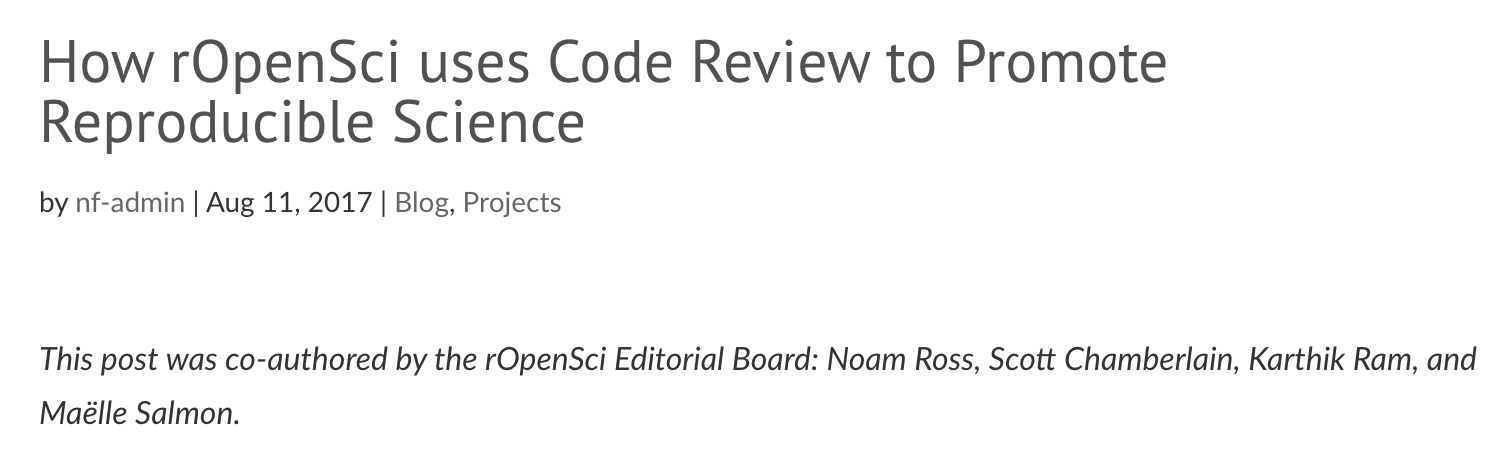 How rOpenSci uses Code Review to Promote
Reproducible Science
by nf-admin | Aug 11, 2017 | Blog, Projects
This post was co-authored by the rOpenSci Editorial Board: Noam Ross, Scott Chamberlain, Karthik Ram, and
Maëlle Salmon.